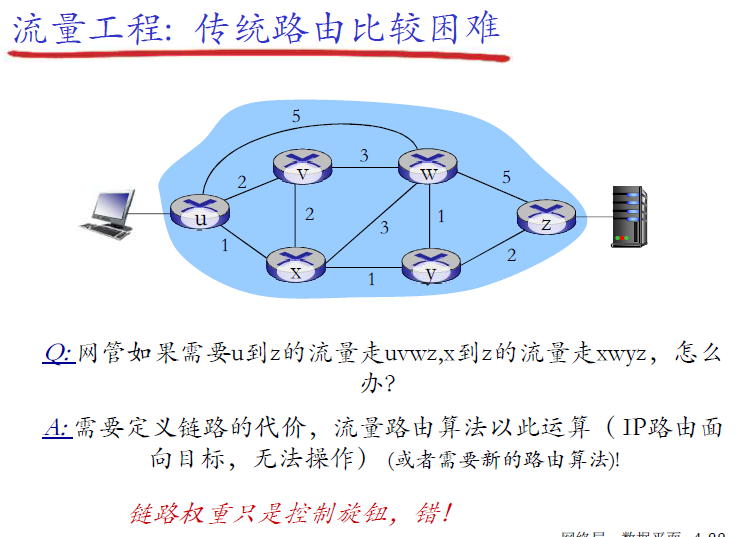 流量工程: 传统路由比较困难
5
3
v
w
2
5
u
2
3
1
z
1
x
1
y
2
Q: 网管如果需要u到z的流量走uvwz,x到z的流量走xwyz，怎么
办?
A: 需要定义链路的代价，流量路由算法以此运算（ IP路由面
向目标，无法操作）(或者需要新的路由算法)!
链路权重只是控制旋钮，错！